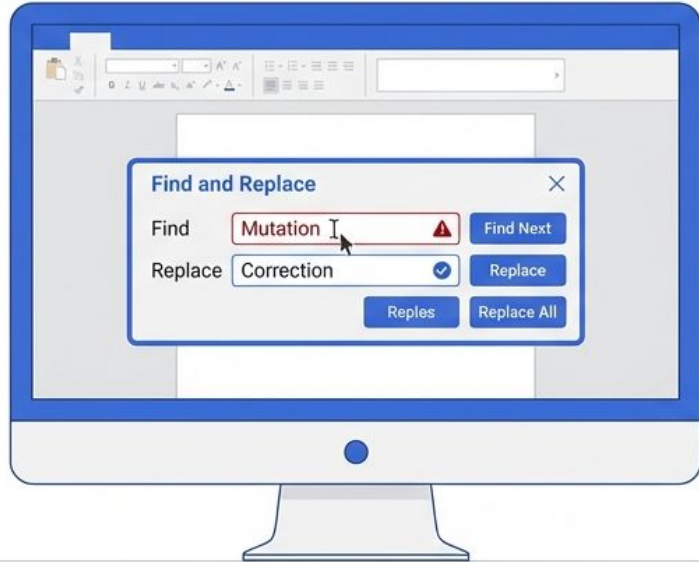 Find and Replace
Find Mutation Find Next
Replace Correction Replace
Reples Replace All